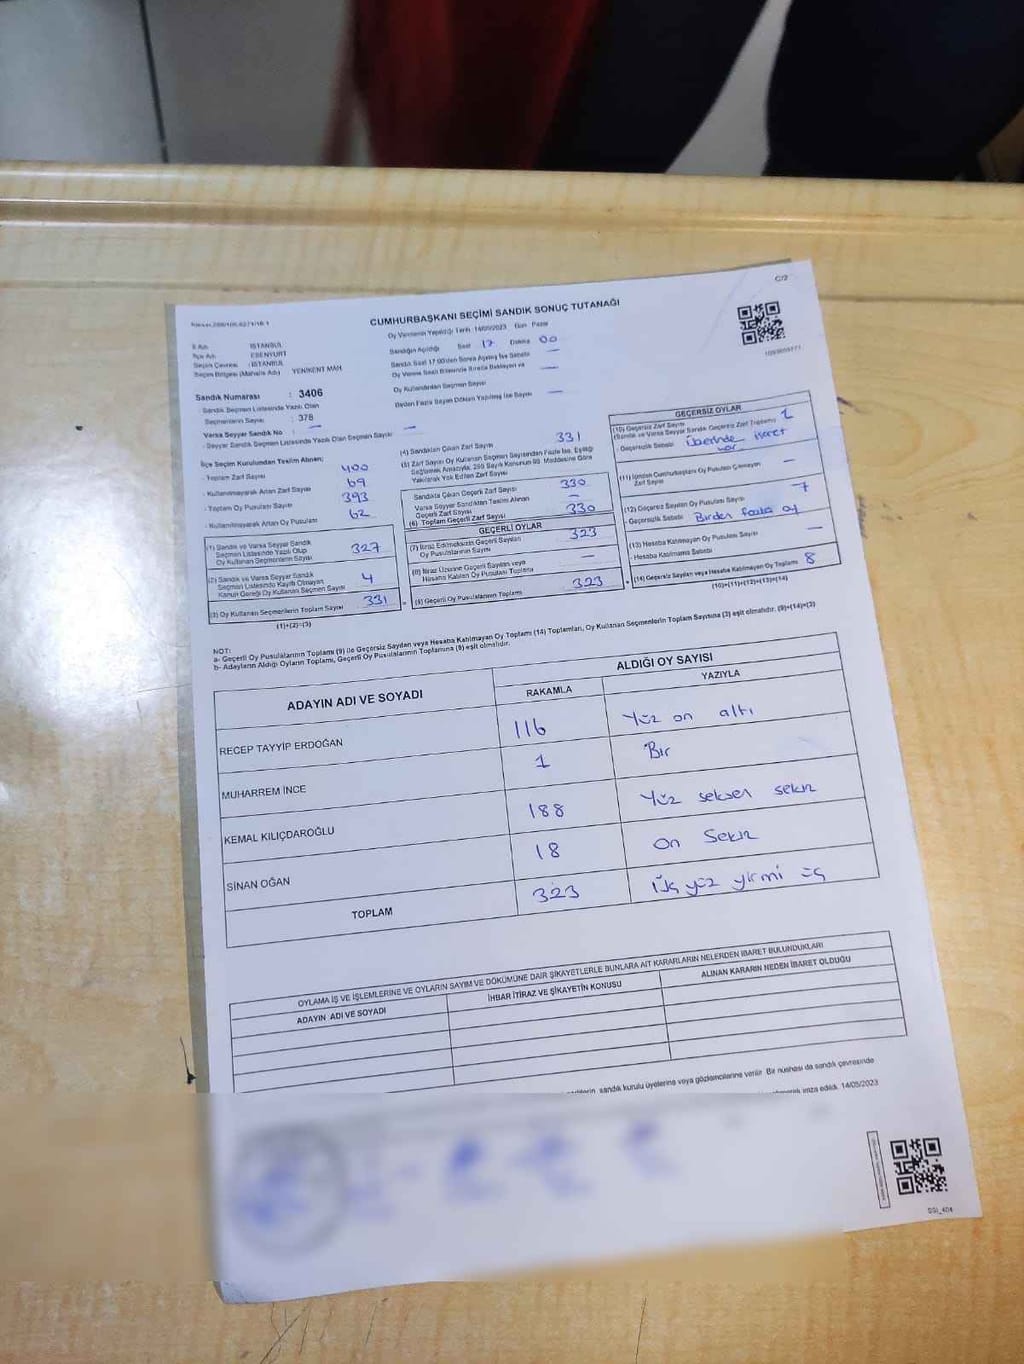 C/2
CUMHURBAŞKANI SEÇİMİ SANDIK SONUÇ TUTANAĞI
Oy Vermenin Yapıldığı Tarih 14/05/2023 Gün Pazar
İl Adı : İSTANBUL
İlçe Adı : ESENYURT
Seçim Çevresi : İSTANBUL
Seçim Bölgesi (Mahalle Adı) YENİKENT MAH
Sandığın Açıldığı Saat 17 Dakika 00
Sandık Saat 17:00'den Sonra Açılmış İse Sebebi —
Oy Verme Saati Bitiminde Sırada Bekleyen ve
Oy Kullandırılan Seçmen Sayısı —
Birden Fazla Sayım Döküm Yapılmış İse Sayısı —
Sandık Numarası : 3406
- Sandık Seçmen Listesinde Yazılı Olan
Seçmenlerin Sayısı : 378
Varsa Seyyar Sandık No : —
- Seyyar Sandık Seçmen Listesinde Yazılı Olan Seçmen Sayısı : —
İlçe Seçim Kurulundan Teslim Alınan;
- Toplam Zarf Sayısı 400
- Kullanılmayarak Artan Zarf Sayısı 69
- Toplam Oy Pusulası Sayısı 393
- Kullanılmayarak Artan Oy Pusulası 62
(1) Sandık ve Varsa Seyyar Sandık
Seçmen Listesinde Yazılı Olup
Oy Kullanan Seçmenlerin Sayısı 327
(2) Sandık ve Varsa Seyyar Sandık
Seçmen Listesinde Kayıtlı Olmayan
Kanun Gereği Oy Kullanan Seçmen Sayısı 4
(3) Oy Kullanan Seçmenlerin Toplam Sayısı 331
(1)+(2)=(3)
(4) Sandıktan Çıkan Zarf Sayısı 331
(5) Zarf Sayısı Oy Kullanan Seçmen Sayısından Fazla İse, Eşitliği
Sağlamak Amacıyla, 298 Sayılı Kanunun 98. Maddesine Göre
Yakılarak Yok Edilen Zarf Sayısı
Sandıkta Çıkan Geçerli Zarf Sayısı 330
Varsa Seyyar Sandıktan Teslim Alınan
Geçerli Zarf Sayısı —
(6) Toplam Geçerli Zarf Sayısı 330
GEÇERLİ OYLAR
(7) İtiraz Edilmeksizin Geçerli Sayılan
Oy Pusulalarının Sayısı 323
(8) İtiraz Üzerine Geçerli Sayılan veya
Hesaba Katılan Oy Pusulası Toplamı —
(9) Geçerli Oy Pusulalarının Toplamı 323
GEÇERSİZ OYLAR
(10) Geçersiz Zarf Sayısı
(Sandık ve Varsa Seyyar Sandık Geçersiz Zarf Toplamı) 1
- Geçersizlik Sebebi Üzerinde işaret var
(11) İçinden Cumhurbaşkanı Oy Pusulası Çıkmayan
Zarf Sayısı —
(12) Geçersiz Oy Pusulası Sayısı 7
- Geçersizlik Sebebi Birden fazla oy
(13) Hesaba Katılmayan Oy Pusulası Sayısı —
- Hesaba Katılmama Sebebi
(14) Geçersiz Sayılan veya Hesaba Katılmayan Oy Toplamı 8
(10)+(11)+(12)+(13)=(14)
NOT:
a- Geçerli Oy Pusulalarının Toplamı (9) ile Geçersiz Sayılan veya Hesaba Katılmayan Oy Toplamı (14) Toplamları, Oy Kullanan Seçmenlerin Toplam Sayısına (3) eşit olmalıdır. (9)+(14)=(3)
b- Adayların Aldığı Oyların Toplamı, Geçerli Oy Pusulalarının Toplamına (9) eşit olmalıdır.
ADAYIN ADI VE SOYADI
ALDIĞI OY SAYISI
RAKAMLA YAZIYLA
RECEP TAYYİP ERDOĞAN 116 Yüz on altı
MUHARREM İNCE 1 Bir
KEMAL KILIÇDAROĞLU 188 Yüz seksen sekiz
SİNAN OĞAN 18 On Sekiz
TOPLAM 323 Üç yüz yirmi üç
OYLAMA İŞ VE İŞLEMLERİNE VE OYLARIN SAYIM VE DÖKÜMÜNE DAİR ŞİKAYETLERLE BUNLARA AİT KARARLARIN NELERDEN İBARET BULUNDUKLARI
ADAYIN ADI VE SOYADI İHBAR İTİRAZ VE ŞİKAYETİN KONUSU ALINAN KARARIN NEDEN İBARET OLDUĞU
sandık kurulu üyelerine veya gözlemcilerine verilir. Bir nüshası da sandık çevresinde
imza edildi. 14/05/2023
SSİ_404